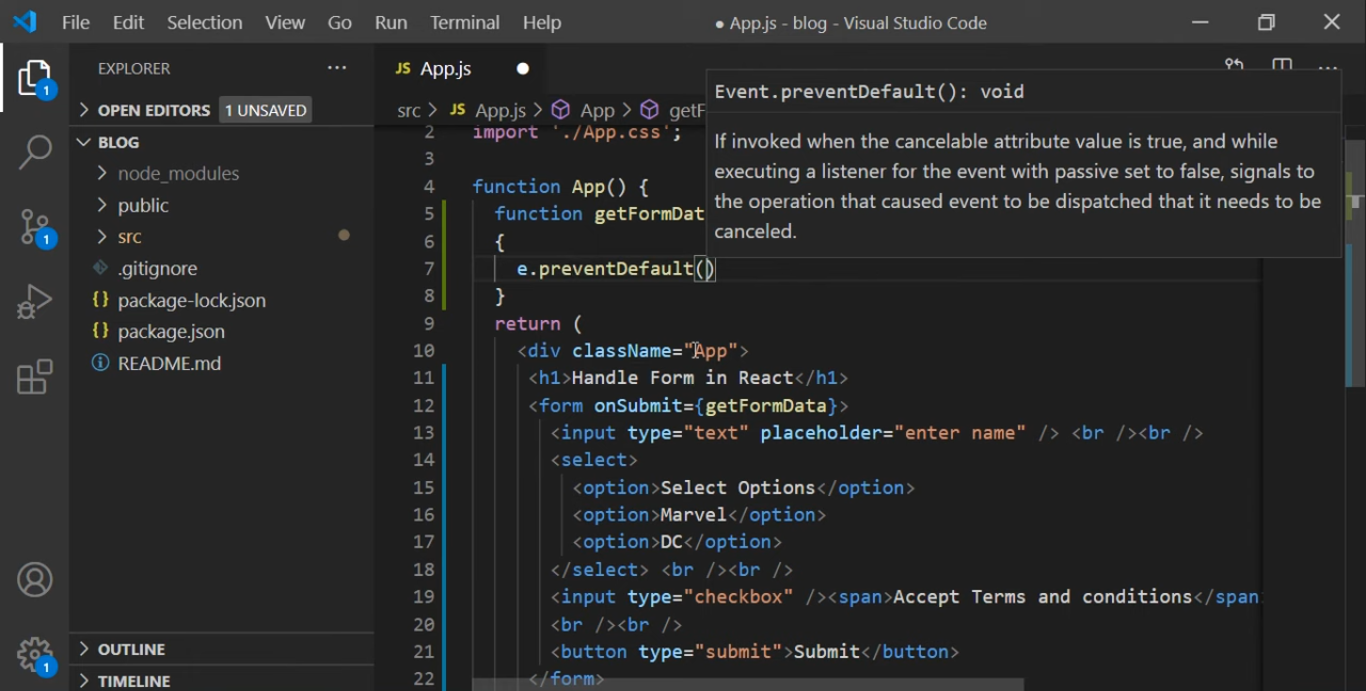 File Edit Selection View Go Run Terminal Help ● App.js - blog - Visual Studio Code
EXPLORER
OPEN EDITORS 1 UNSAVED
BLOG
node_modules
public
src
.gitignore
{} package-lock.json
{} package.json
README.md
OUTLINE
TIMELINE
1
1
1
JS App.js
src > JS App.js > App > getF
Event.preventDefault(): void
If invoked when the cancelable attribute value is true, and while
executing a listener for the event with passive set to false, signals to
the operation that caused event to be dispatched that it needs to be
canceled.
2 import './App.css';
3
4 function App() {
5 function getFormDat
6 {
7 e.preventDefault()
8 }
9 return (
10 <div className="App">
11 <h1>Handle Form in React</h1>
12 <form onSubmit={getFormData}>
13 <input type="text" placeholder="enter name" /> <br /><br />
14 <select>
15 <option>Select Options</option>
16 <option>Marvel</option>
17 <option>DC</option>
18 </select> <br /><br />
19 <input type="checkbox" /><span>Accept Terms and conditions</span
20 <br /><br />
21 <button type="submit">Submit</button>
22 </form>